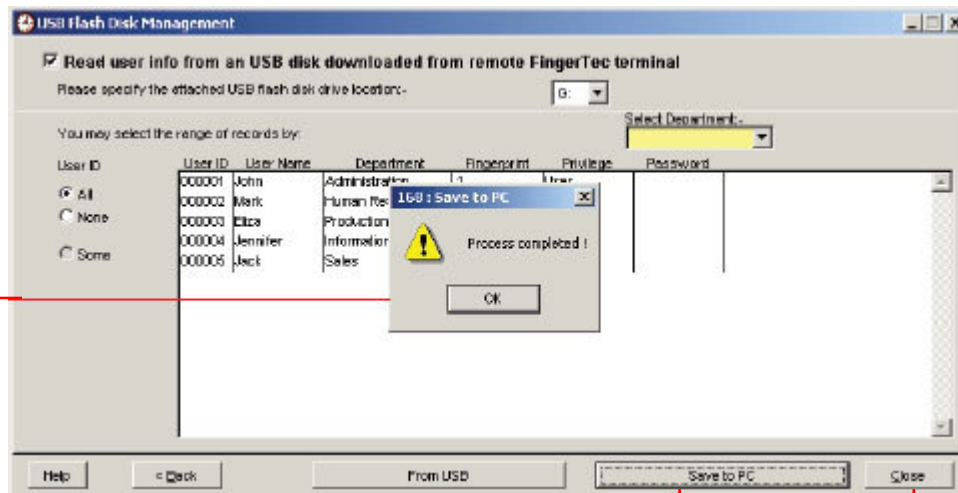 USB Flash Disk Management
Read user info from an USB disk downloaded from remote FingerTec terminal
Please specify the attached USB flash disk drive location:-
G:
Select Department:-
You may select the range of records by:
User ID
User ID User Name Department Fingerprint Privilege Password
All
None
Some
000001 John Administration 1 User
000002 Mark Human Re
000003 Eliza Production
000004 Jennifer Information
000005 Jack Sales
168 : Save to PC
Process completed !
OK
Help
< Back
From USB
Save to PC
Close